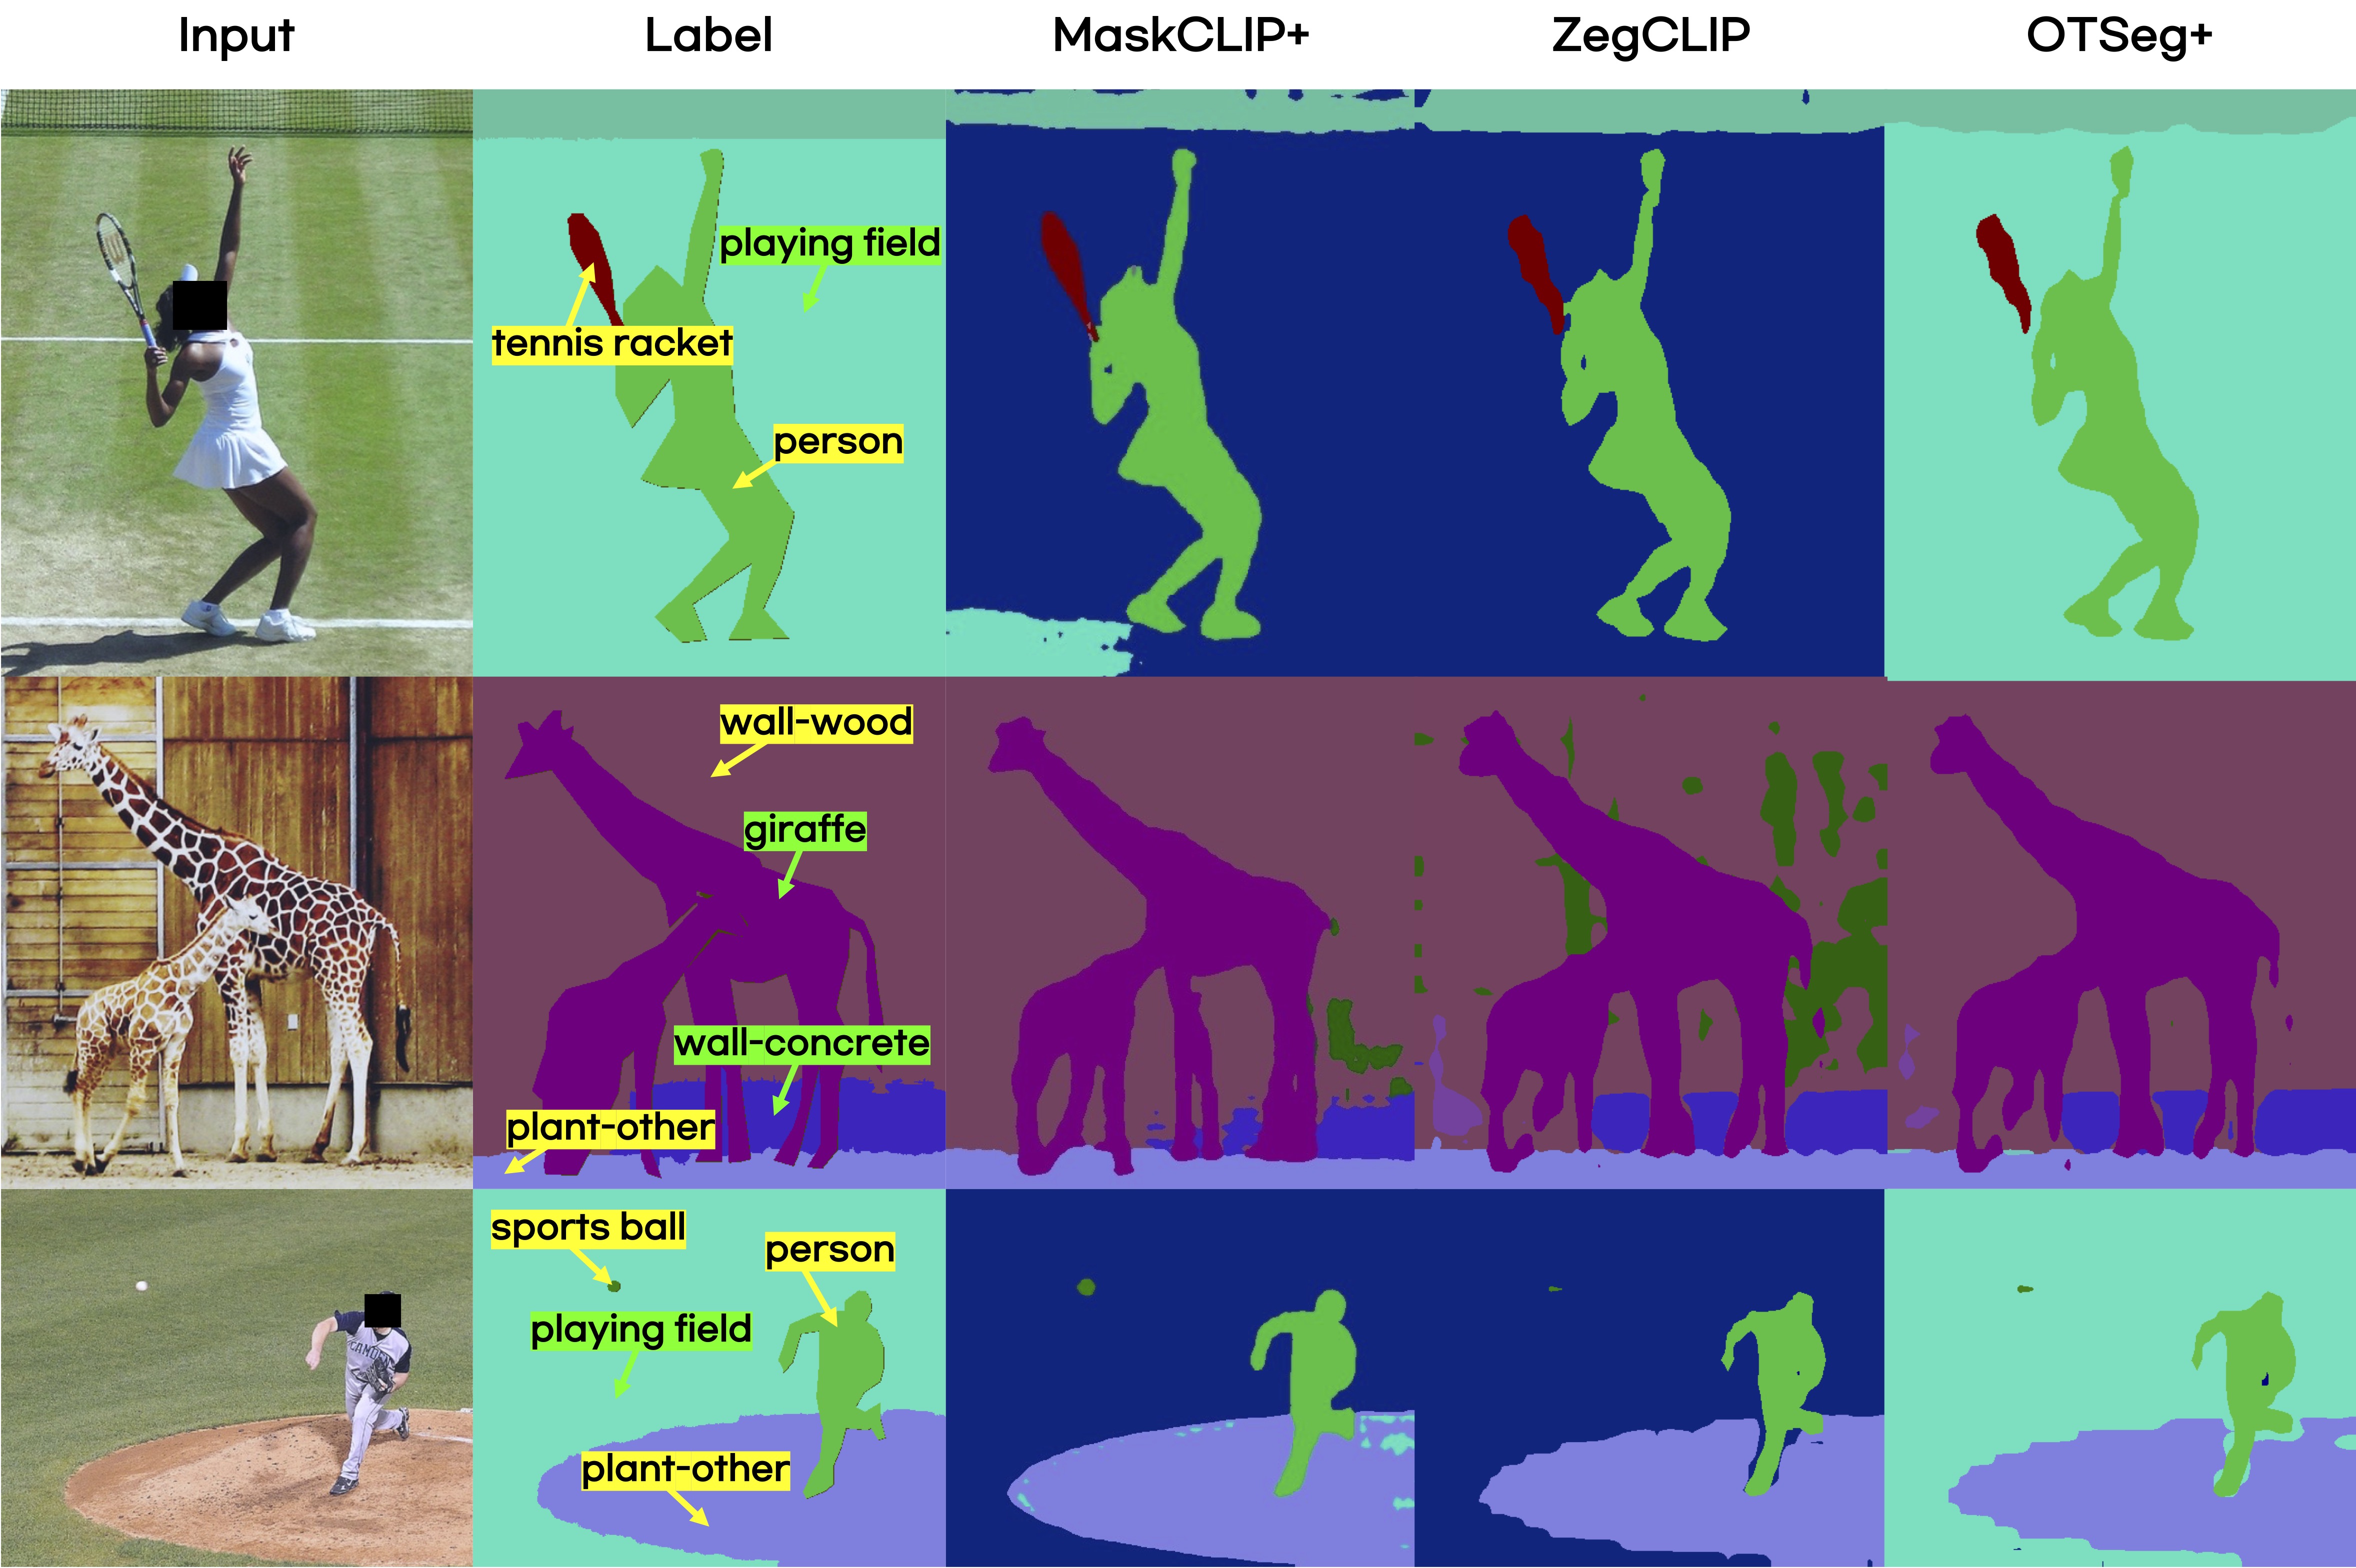 Input
Label
MaskCLIP+
ZegCLIP
OTSeg+
playing field
tennis racket
person
wall-wood
giraffe
wall-concrete
plant-other
sports ball
person
playing field
plant-other